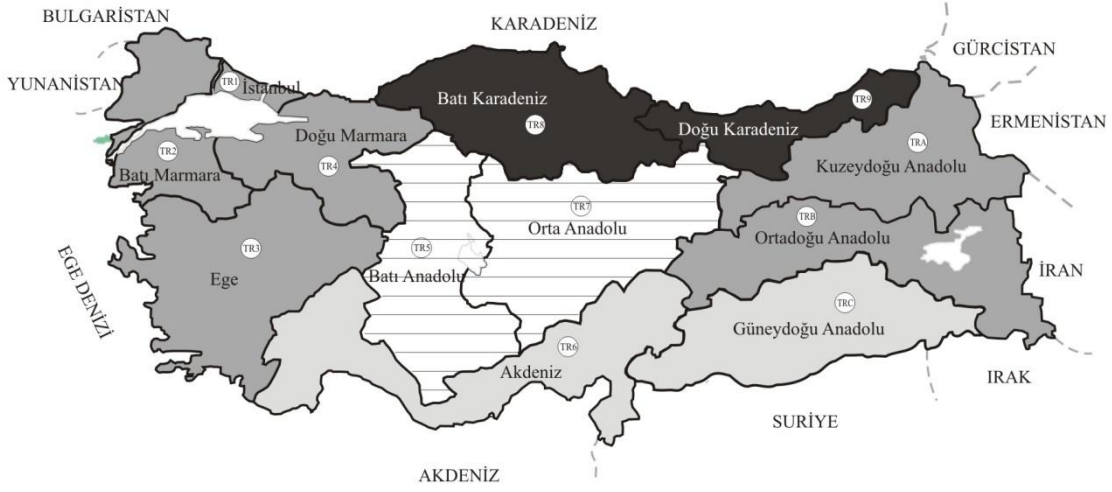 BULGARİSTAN
KARADENİZ
GÜRCİSTAN
YUNANİSTAN
TR1
İstanbul
Batı Karadeniz
TR8
TR9
Doğu Karadeniz
ERMENİSTAN
Doğu Marmara
TR4
TR2
Batı Marmara
TRA
Kuzeydoğu Anadolu
TR7
Orta Anadolu
TRB
Ortadoğu Anadolu
TR3
Ege
TR5
Batı Anadolu
EGE DENİZİ
İRAN
TRC
Güneydoğu Anadolu
TR6
Akdeniz
IRAK
SURİYE
AKDENİZ